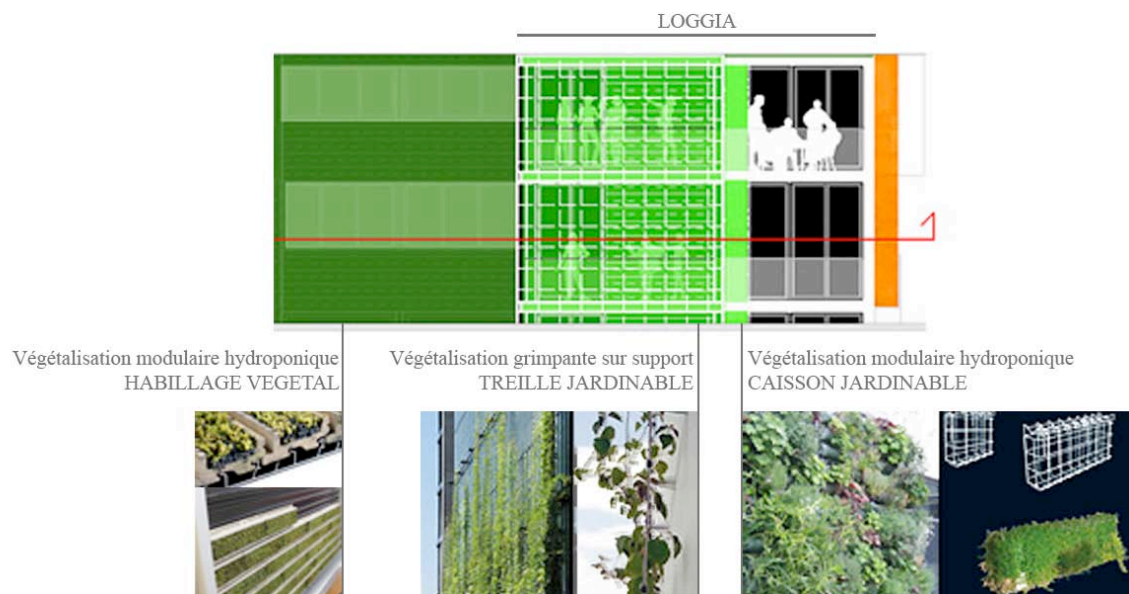 LOGGIA
Végétalisation modulaire hydroponique
HABILLAGE VEGETAL
Végétalisation grimpante sur support
TREILLE JARDINABLE
Végétalisation modulaire hydroponique
CAISSON JARDINABLE